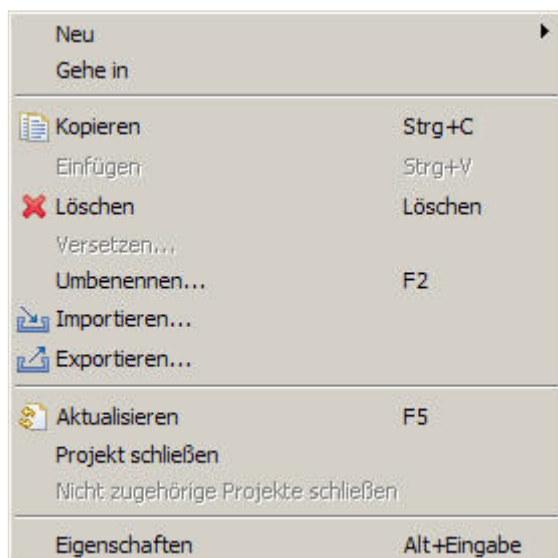 Neu
Gehe in
Kopieren Strg+C
Einfügen Strg+V
Löschen Löschen
Versetzen...
Umbenennen... F2
Importieren...
Exportieren...
Aktualisieren F5
Projekt schließen
Nicht zugehörige Projekte schließen
Eigenschaften Alt+Eingabe